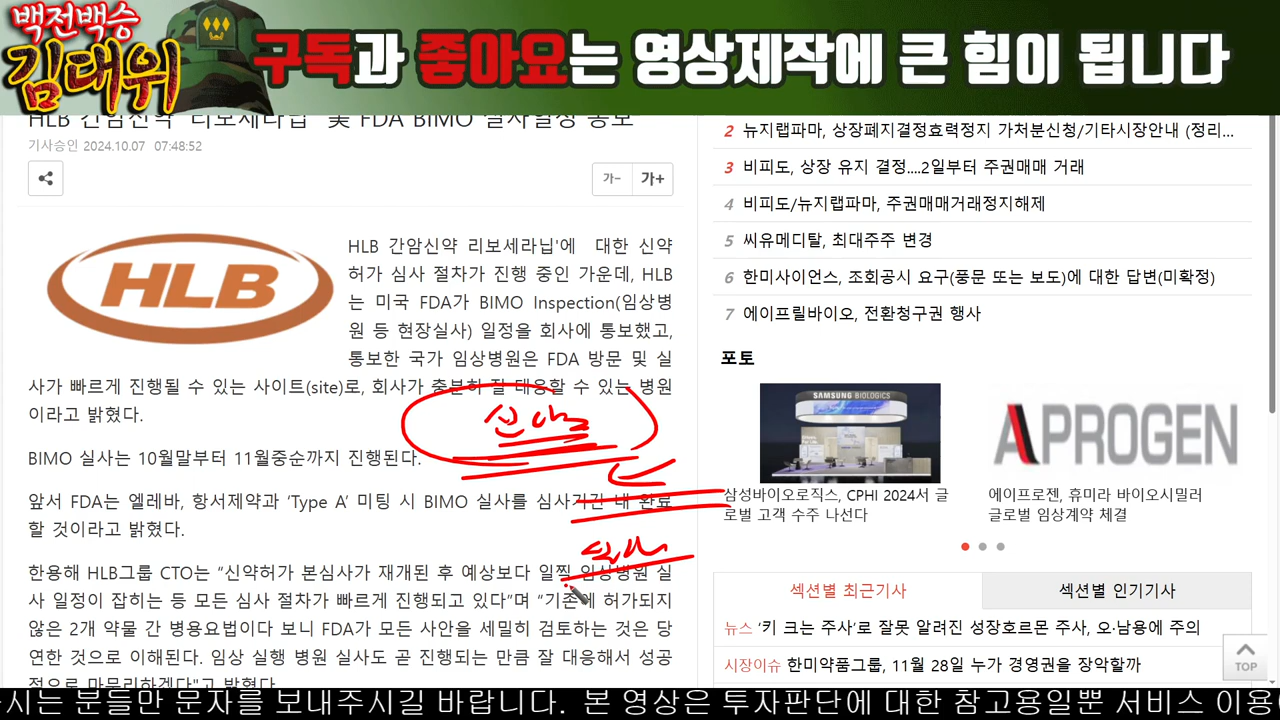 백전백승
김대위
구독과 좋아요는 영상제작에 큰 힘이 됩니다
HLB 간암신약 '리보세라닙' 美 FDA BIMO 실사일정 통보
기사승인 2024.10.07 07:48:52
가- 가+
HLB
HLB 간암신약 리보세라닙'에 대한 신약
허가 심사 절차가 진행 중인 가운데, HLB
는 미국 FDA가 BIMO Inspection(임상병
원 등 현장실사) 일정을 회사에 통보했고,
통보한 국가 임상병원은 FDA 방문 및 실
사가 빠르게 진행될 수 있는 사이트(site)로, 회사가 충분히 잘 대응할 수 있는 병원
이라고 밝혔다.
BIMO 실사는 10월말부터 11월중순까지 진행된다.
앞서 FDA는 엘레바, 항서제약과 ‘Type A’ 미팅 시 BIMO 실사를 심사기간 내 완료
할 것이라고 밝혔다.
한용해 HLB그룹 CTO는 “신약허가 본심사가 재개된 후 예상보다 일찍 임상병원 실
사 일정이 잡히는 등 모든 심사 절차가 빠르게 진행되고 있다”며 “기존에 허가되지
않은 2개 약물 간 병용요법이다 보니 FDA가 모든 사안을 세밀히 검토하는 것은 당
연한 것으로 이해된다. 임상 실행 병원 실사도 곧 진행되는 만큼 잘 대응해서 성공
적으로 마무리하겠다"고 밝혔다.
2 뉴지랩파마, 상장폐지결정효력정지 가처분신청/기타시장안내 (정리...
3 비피도, 상장 유지 결정....2일부터 주권매매 거래
4 비피도/뉴지랩파마, 주권매매거래정지해제
5 씨유메디탈, 최대주주 변경
6 한미사이언스, 조회공시 요구(풍문 또는 보도)에 대한 답변(미확정)
7 에이프릴바이오, 전환청구권 행사
포토
SAMSUNG BIOLOGICS
APROGEN
삼성바이오로직스, CPHI 2024서 글
로벌 고객 수주 나선다
에이프로젠, 휴미라 바이오시밀러
글로벌 임상계약 체결
섹션별 최근기사
섹션별 인기기사
뉴스 ‘키 크는 주사’로 잘못 알려진 성장호르몬 주사, 오·남용에 주의
시장이슈 한미약품그룹, 11월 28일 누가 경영권을 장악할까
TOP
시는 분들만 문자를 보내주시길 바랍니다. 본 영상은 투자판단에 대한 참고용일뿐 서비스 이용